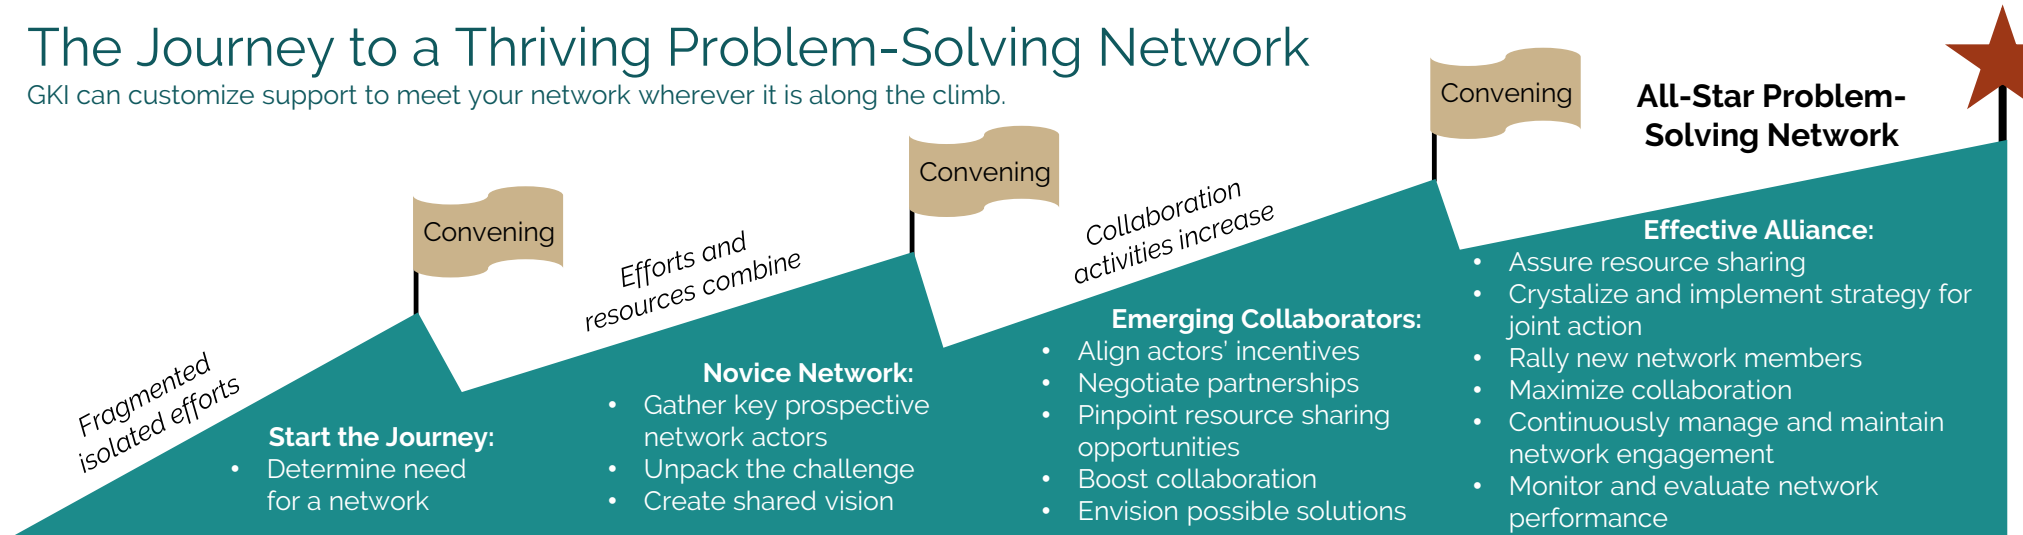 The Journey to a Thriving Problem-Solving Network
GKI can customize support to meet your network wherever it is along the climb.
Fragmented
isolated efforts
Convening
Start the Journey:
• Determine need
for a network
Efforts and
resources combine
Convening
Novice Network:
• Gather key prospective
network actors
• Unpack the challenge
• Create shared vision
Collaboration
activities increase
Convening
Emerging Collaborators:
• Align actors’ incentives
• Negotiate partnerships
• Pinpoint resource sharing
opportunities
• Boost collaboration
• Envision possible solutions
All-Star Problem-
Solving Network
Effective Alliance:
• Assure resource sharing
• Crystalize and implement strategy for
joint action
• Rally new network members
• Maximize collaboration
• Continuously manage and maintain
network engagement
• Monitor and evaluate network
performance